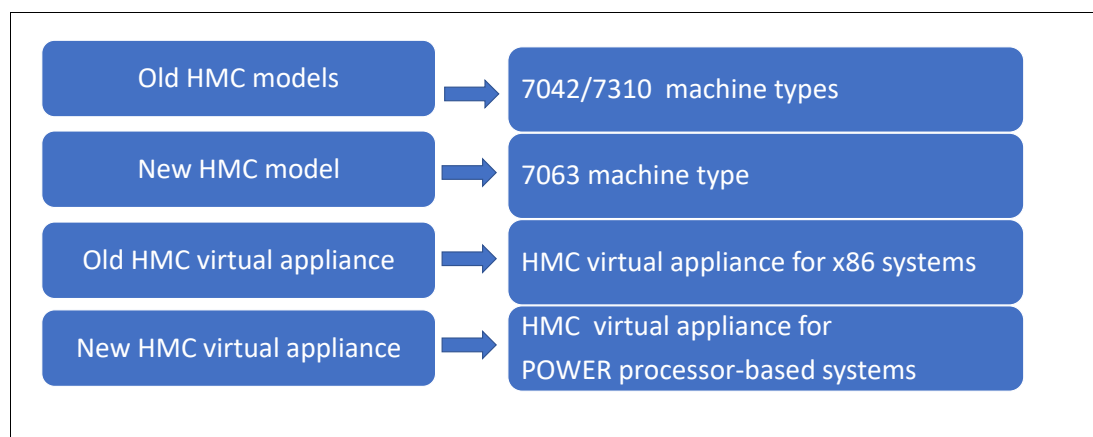 Old HMC models
7042/7310 machine types
New HMC model
7063 machine type
Old HMC virtual appliance
HMC virtual appliance for x86 systems
New HMC virtual appliance
HMC virtual appliance for
POWER processor-based systems